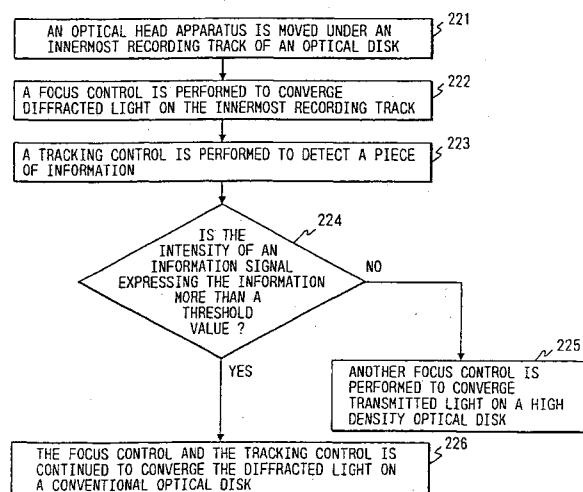 AN OPTICAL HEAD APPARATUS IS MOVED UNDER AN
INNERMOST RECORDING TRACK OF AN OPTICAL DISK
221
A FOCUS CONTROL IS PERFORMED TO CONVERGE
DIFFRACTED LIGHT ON THE INNERMOST RECORDING TRACK
222
A TRACKING CONTROL IS PERFORMED TO DETECT A PIECE
OF INFORMATION
223
224
IS THE
INTENSITY OF AN
INFORMATION SIGNAL
EXPRESSING THE INFORMATION
MORE THAN A
THRESHOLD
VALUE ?
NO
YES
225
ANOTHER FOCUS CONTROL IS
PERFORMED TO CONVERGE
TRANSMITTED LIGHT ON A HIGH
DENSITY OPTICAL DISK
226
THE FOCUS CONTROL AND THE TRACKING CONTROL IS
CONTINUED TO CONVERGE THE DIFFRACTED LIGHT ON
A CONVENTIONAL OPTICAL DISK